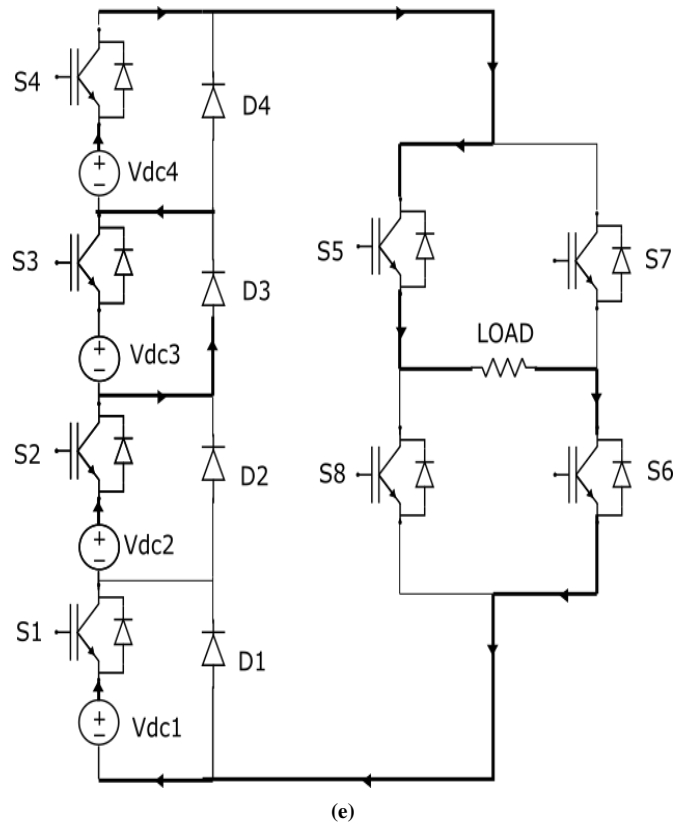 S4
D4
+
−
Vdc4
S3
D3
S5
S7
+
−
Vdc3
LOAD
S2
D2
S8
S6
+
−
Vdc2
S1
D1
+
−
Vdc1
(e)